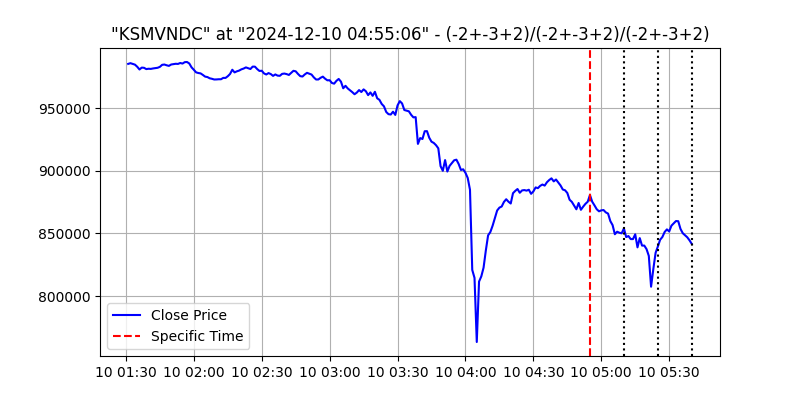 "KSMVNDC" at "2024-12-10 04:55:06" - (-2+-3+2)/(-2+-3+2)/(-2+-3+2)
950000
900000
850000
800000
Close Price
Specific Time
10 01:30 10 02:00 10 02:30 10 03:00 10 03:30 10 04:00 10 04:30 10 05:00 10 05:30